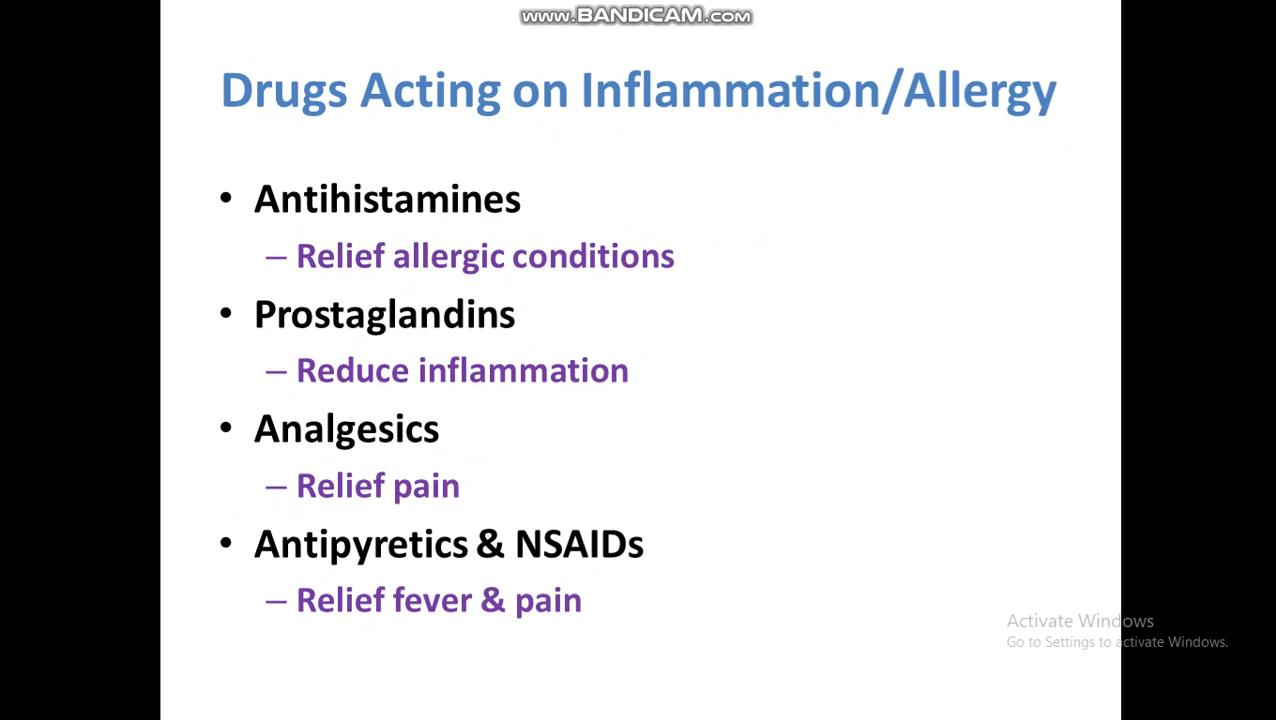 www.BANDICAM.com
Drugs Acting on Inflammation/Allergy
• Antihistamines
– Relief allergic conditions
• Prostaglandins
– Reduce inflammation
• Analgesics
– Relief pain
• Antipyretics & NSAIDs
– Relief fever & pain
Activate Windows
Go to Settings to activate Windows.